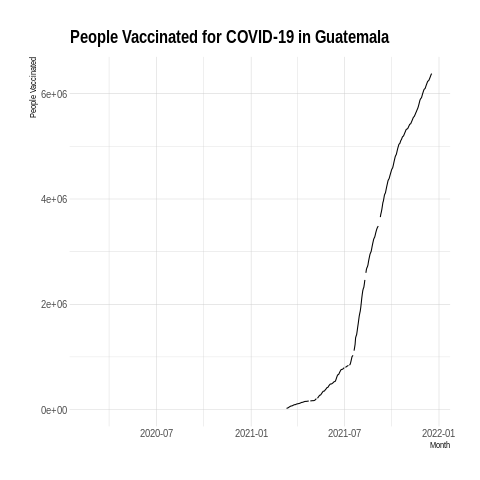 People Vaccinated for COVID-19 in Guatemala
People Vaccinated
6e+06
4e+06
2e+06
0e+00
2020-07 2021-01 2021-07 2022-01
Month